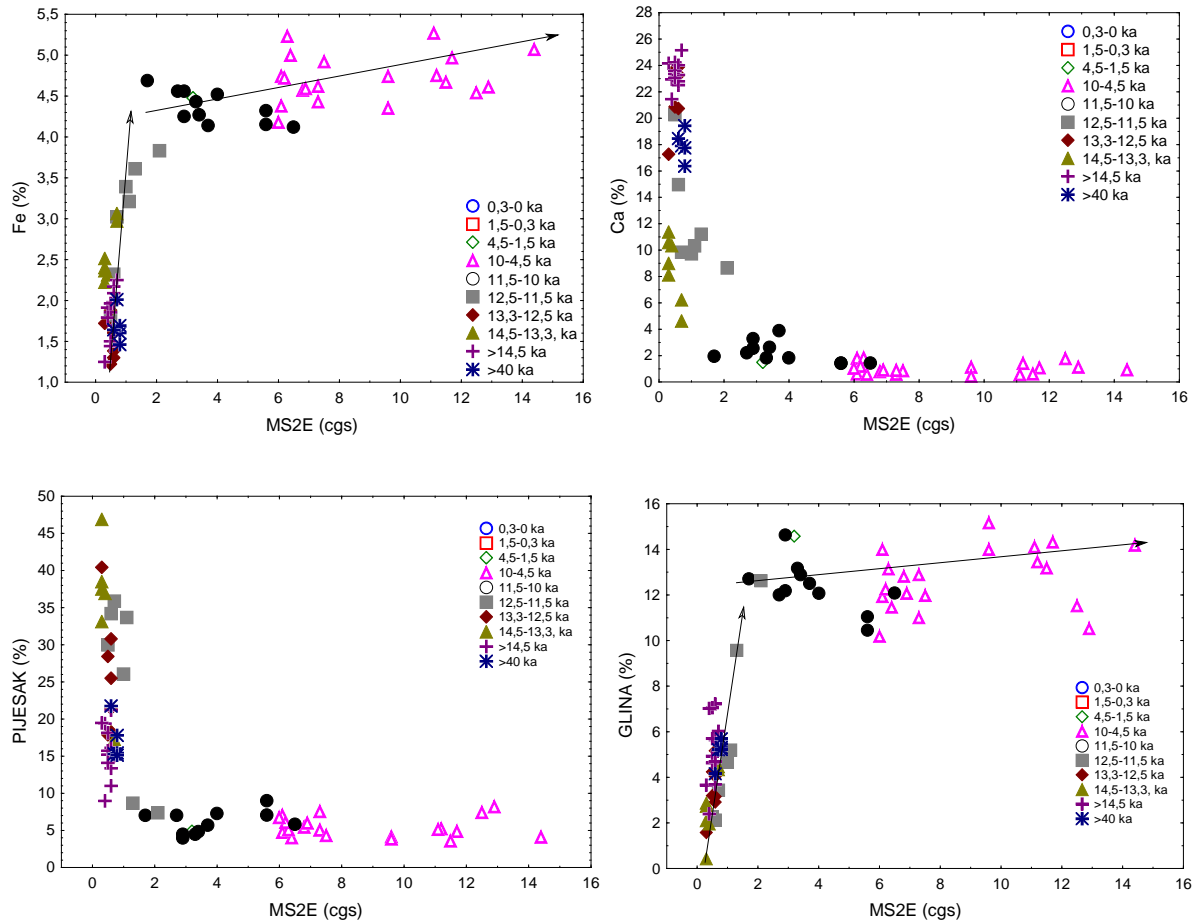 5,5
5,0
4,5
4,0
3,5
3,0
2,5
2,0
1,5
1,0
Fe (%)
0 2 4 6 8 10 12 14 16
MS2E (cgs)
0,3-0 ka
1,5-0,3 ka
4,5-1,5 ka
10-4,5 ka
11,5-10 ka
12,5-11,5 ka
13,3-12,5 ka
14,5-13,3, ka
>14,5 ka
>40 ka
28
26
24
22
20
18
16
14
12
10
8
6
4
2
0
Ca (%)
0 2 4 6 8 10 12 14 16
MS2E (cgs)
0,3-0 ka
1,5-0,3 ka
4,5-1,5 ka
10-4,5 ka
11,5-10 ka
12,5-11,5 ka
13,3-12,5 ka
14,5-13,3, ka
>14,5 ka
>40 ka
50
45
40
35
30
25
20
15
10
5
0
PIJESAK (%)
0 2 4 6 8 10 12 14 16
MS2E (cgs)
0,3-0 ka
1,5-0,3 ka
4,5-1,5 ka
10-4,5 ka
11,5-10 ka
12,5-11,5 ka
13,3-12,5 ka
14,5-13,3, ka
>14,5 ka
>40 ka
16
14
12
10
8
6
4
2
0
GLINA (%)
0 2 4 6 8 10 12 14 16
MS2E (cgs)
0,3-0 ka
1,5-0,3 ka
4,5-1,5 ka
10-4,5 ka
11,5-10 ka
12,5-11,5 ka
13,3-12,5 ka
14,5-13,3, ka
>14,5 ka
>40 ka